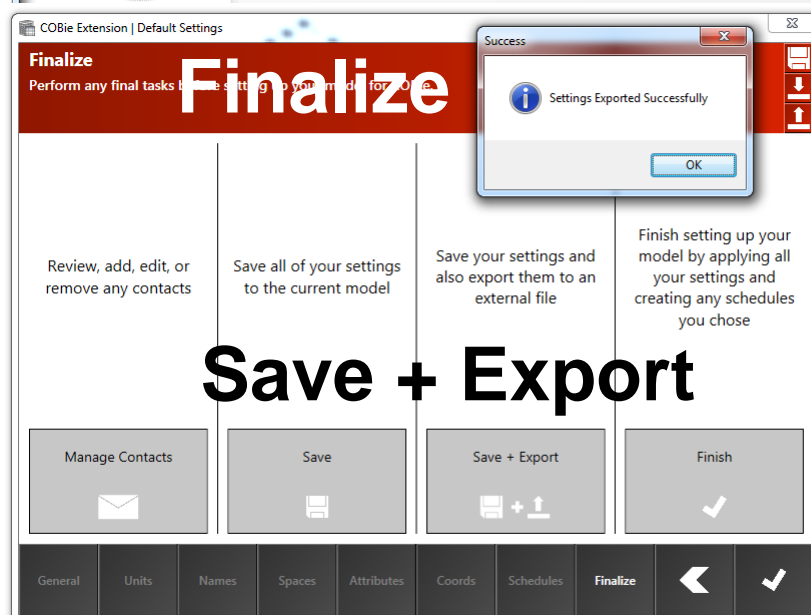 COBie Extension | Default Settings
Finalize
Perform any final tasks before setting up your model for COBie.
Finalize
Success
Settings Exported Successfully
OK
Review, add, edit, or
remove any contacts
Save all of your settings
to the current model
Save your settings and
also export them to an
external file
Finish setting up your
model by applying all
your settings and
creating any schedules
you chose
Save + Export
Manage Contacts
Save
Save + Export
Finish
General
Units
Names
Spaces
Attributes
Coords
Schedules
Finalize